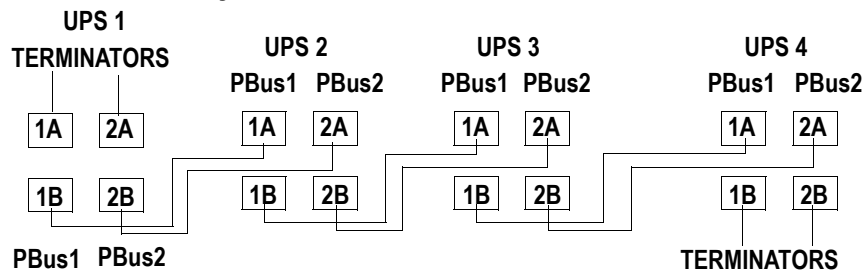 UPS 1
TERMINATORS
UPS 2
UPS 3
UPS 4
PBus1 PBus2
PBus1 PBus2
PBus1 PBus2
1A 2A
1A 2A
1A 2A
1A 2A
1B 2B
1B 2B
1B 2B
1B 2B
PBus1 PBus2
TERMINATORS